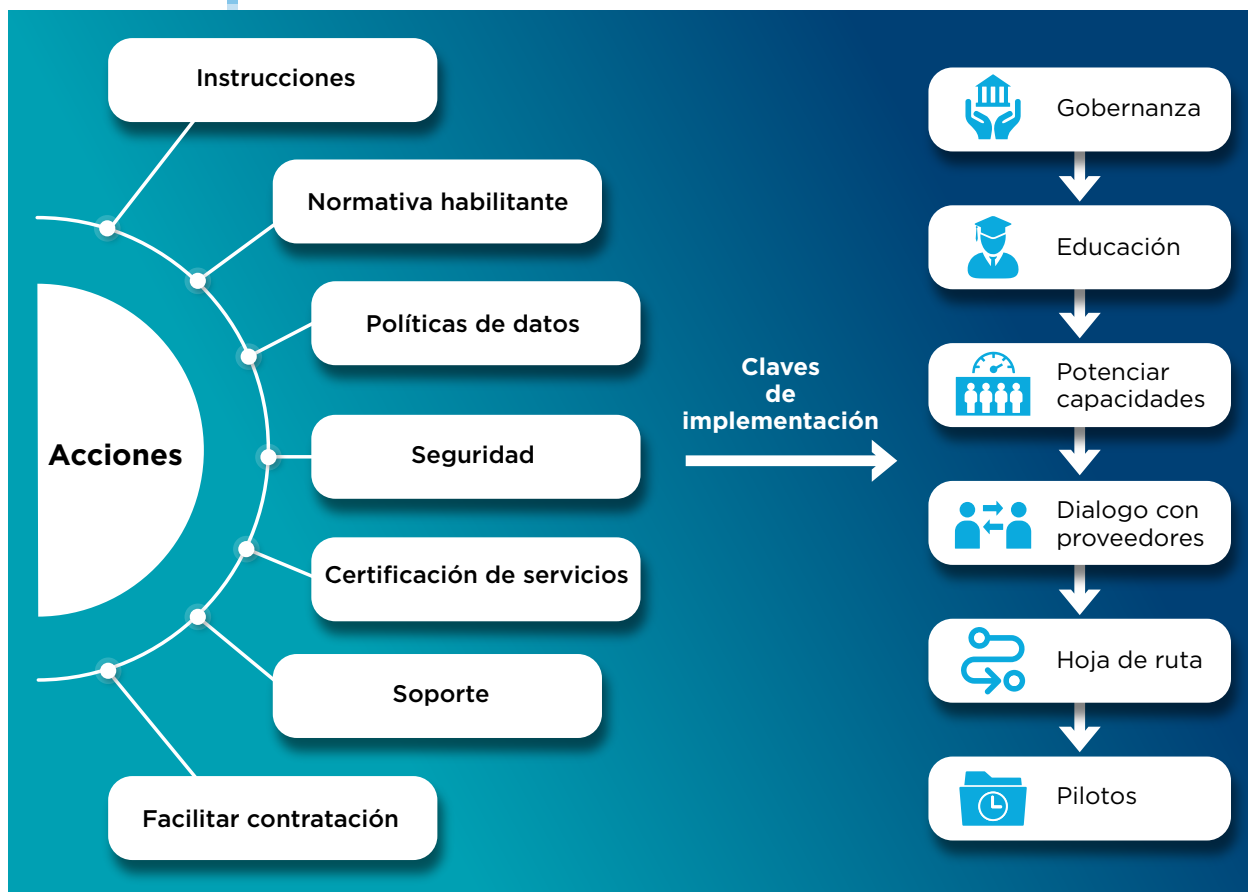 Instrucciones
Normativa habilitante
Políticas de datos
Acciones
Seguridad
Certificación de servicios
Soporte
Facilitar contratación
Claves
de
implementación
Gobernanza
Educación
Potenciar
capacidades
Dialogo con
proveedores
Hoja de ruta
Pilotos